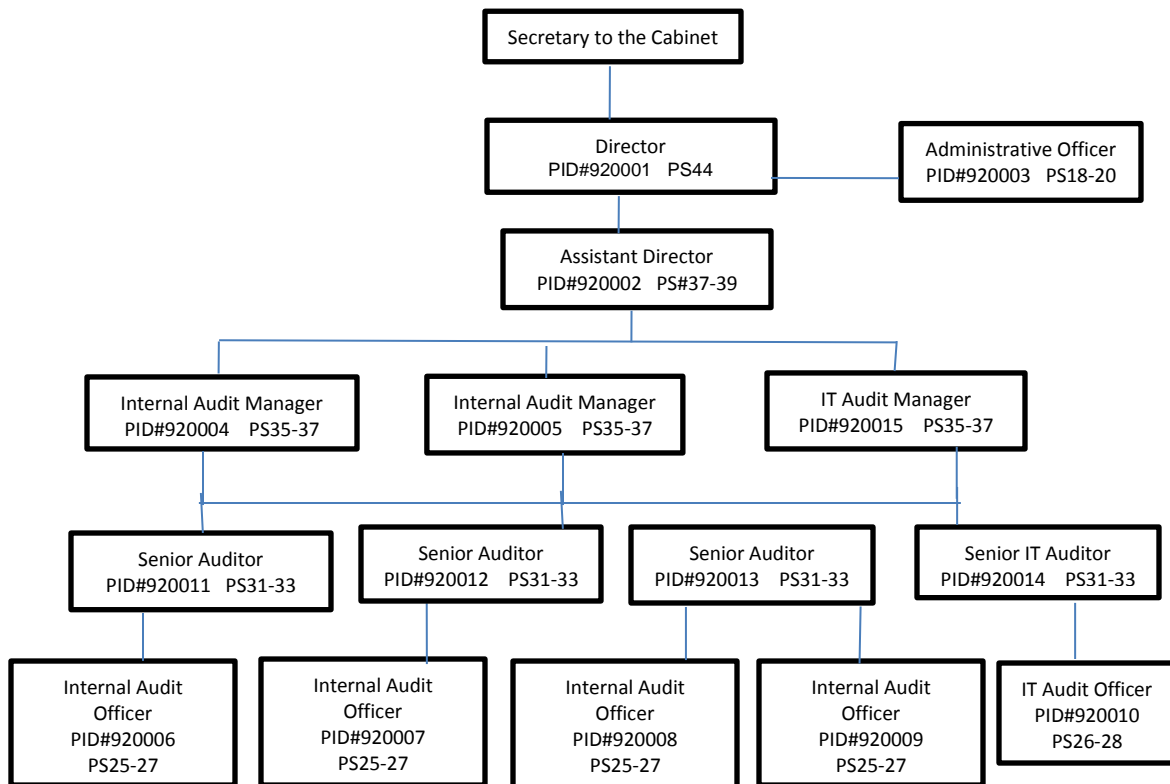 Secretary to the Cabinet
Director
PID#920001 PS44
Administrative Officer
PID#920003 PS18-20
Assistant Director
PID#920002 PS#37-39
Internal Audit Manager
PID#920004 PS35-37
Internal Audit Manager
PID#920005 PS35-37
IT Audit Manager
PID#920015 PS35-37
Senior Auditor
PID#920011 PS31-33
Senior Auditor
PID#920012 PS31-33
Senior Auditor
PID#920013 PS31-33
Senior IT Auditor
PID#920014 PS31-33
Internal Audit
Officer
PID#920006
PS25-27
Internal Audit
Officer
PID#920007
PS25-27
Internal Audit
Officer
PID#920008
PS25-27
Internal Audit
Officer
PID#920009
PS25-27
IT Audit Officer
PID#920010
PS26-28